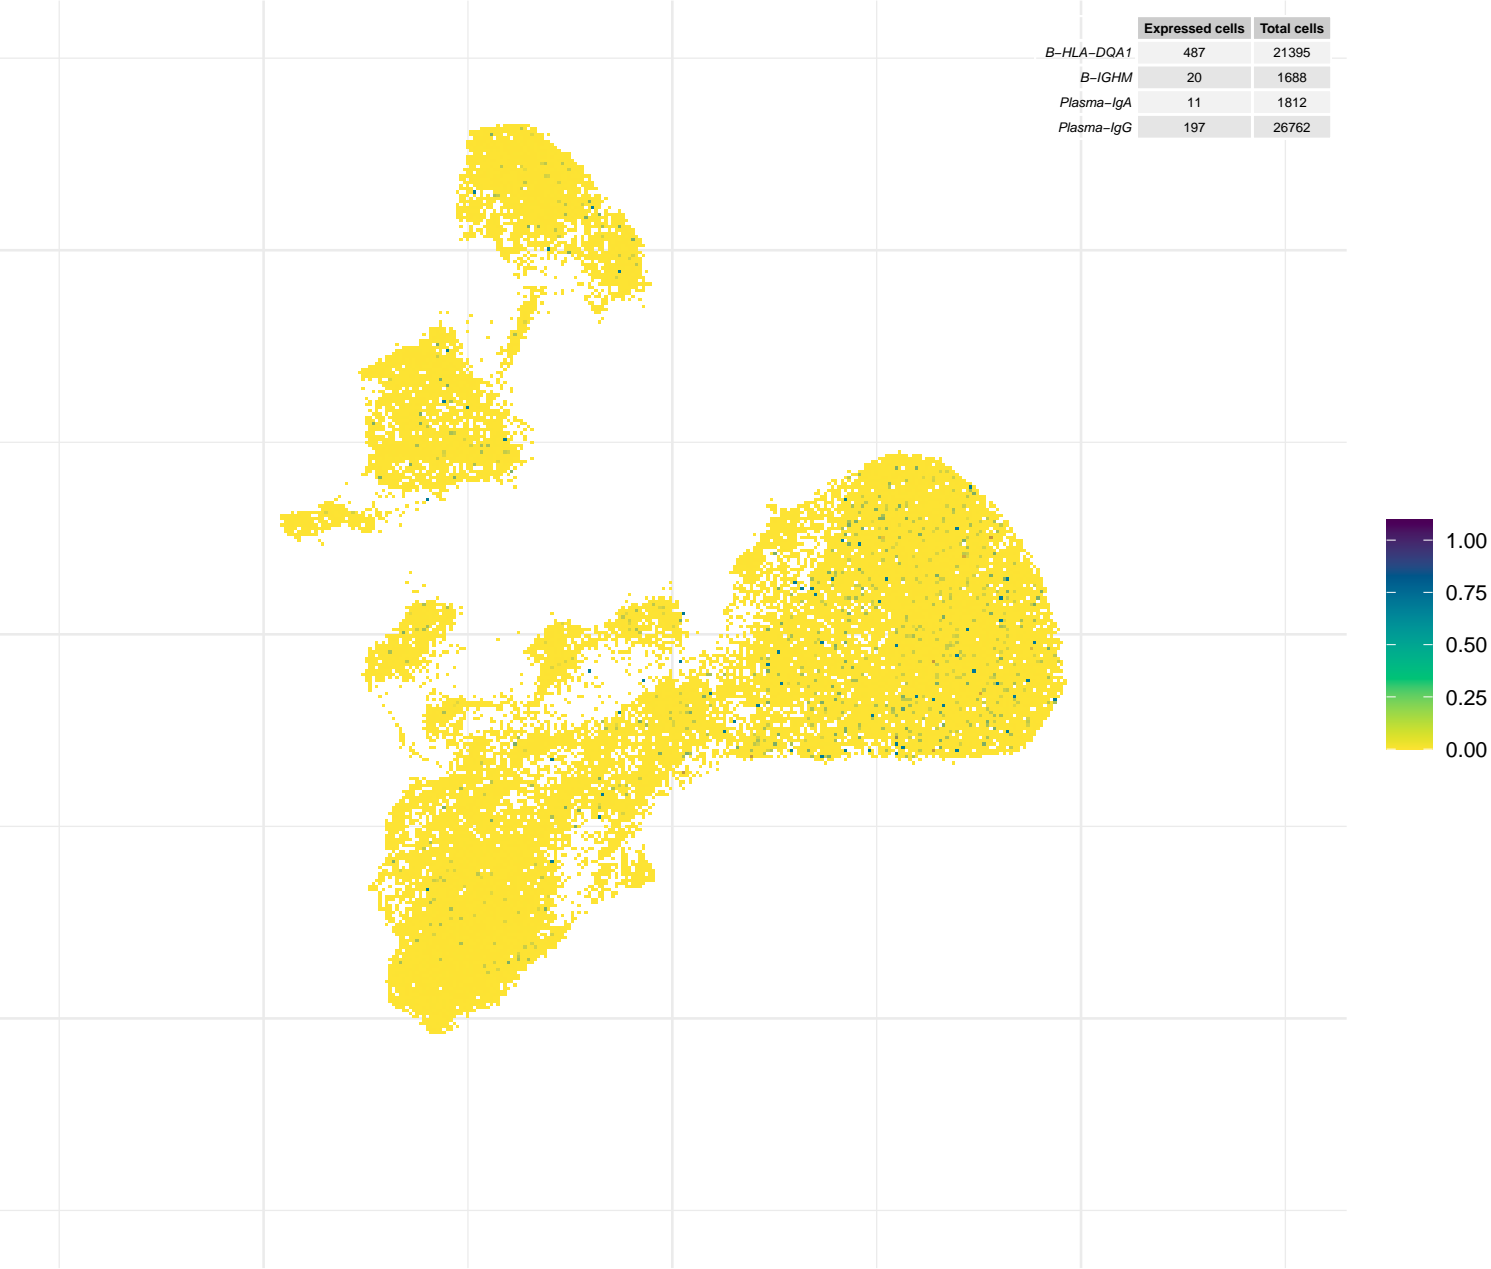 Expressed cells Total cells
B−HLA−DQA1 487 21395
B−IGHM 20 1688
Plasma−IgA 11 1812
Plasma−IgG 197 26762
1.00
0.75
0.50
0.25
0.00